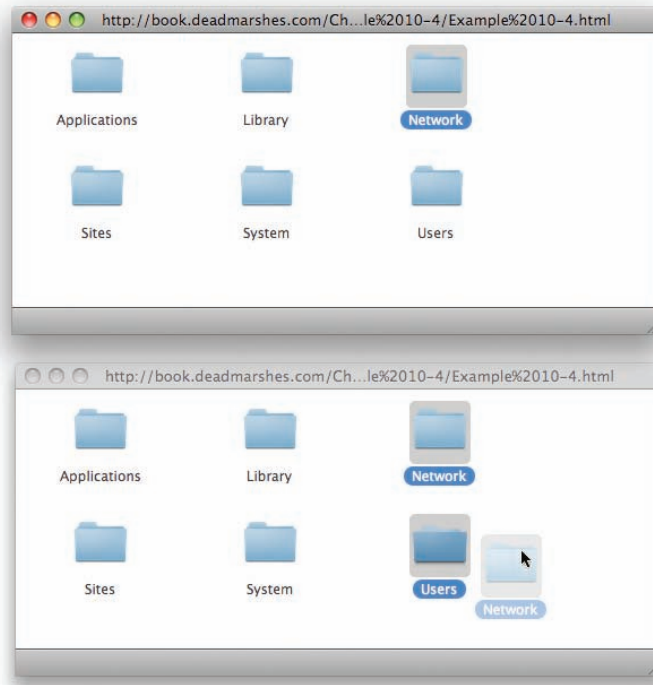 http://book.deadmarshes.com/Ch...le%2010-4/Example%2010-4.html
Applications Library Network
Sites System Users
http://book.deadmarshes.com/Ch...le%2010-4/Example%2010-4.html
Applications Library Network
Sites System Users
Network